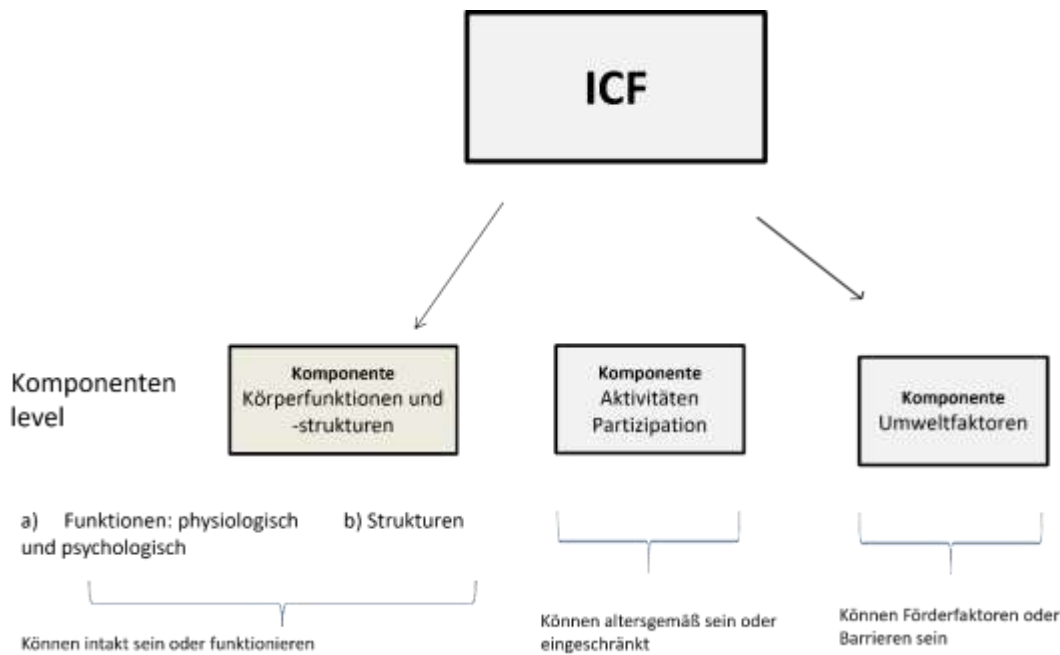 ICF
Komponenten
level
Komponente
Körperfunktionen und
-strukturen
Komponente
Aktivitäten
Partizipation
Komponente
Umweltfaktoren
a) Funktionen: physiologisch
und psychologisch
b) Strukturen
Können intakt sein oder funktionieren
Können altersgemäß sein oder
eingeschränkt
Können Förderfaktoren oder
Barrieren sein